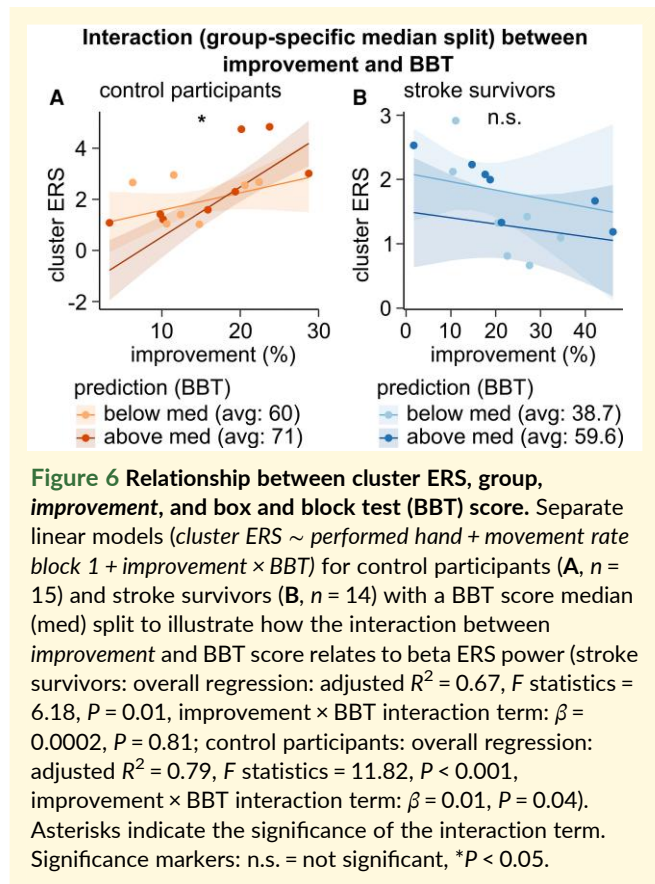 Interaction (group-specific median split) between
improvement and BBT
A control participants
B stroke survivors
*
n.s.
cluster ERS
4
2
0
-2
10 20 30
improvement (%)
cluster ERS
3
2
1
0
0 10 20 30 40
improvement (%)
prediction (BBT)
below med (avg: 60)
above med (avg: 71)
prediction (BBT)
below med (avg: 38.7)
above med (avg: 59.6)
Figure 6 Relationship between cluster ERS, group,
improvement, and box and block test (BBT) score. Separate
linear models (cluster ERS ~ performed hand + movement rate
block 1 + improvement × BBT) for control participants (A, n =
15) and stroke survivors (B, n = 14) with a BBT score median
(med) split to illustrate how the interaction between
improvement and BBT score relates to beta ERS power (stroke
survivors: overall regression: adjusted R² = 0.67, F statistics =
6.18, P = 0.01, improvement × BBT interaction term: β =
0.0002, P = 0.81; control participants: overall regression:
adjusted R² = 0.79, F statistics = 11.82, P < 0.001,
improvement × BBT interaction term: β = 0.01, P = 0.04).
Asterisks indicate the significance of the interaction term.
Significance markers: n.s. = not significant, *P < 0.05.